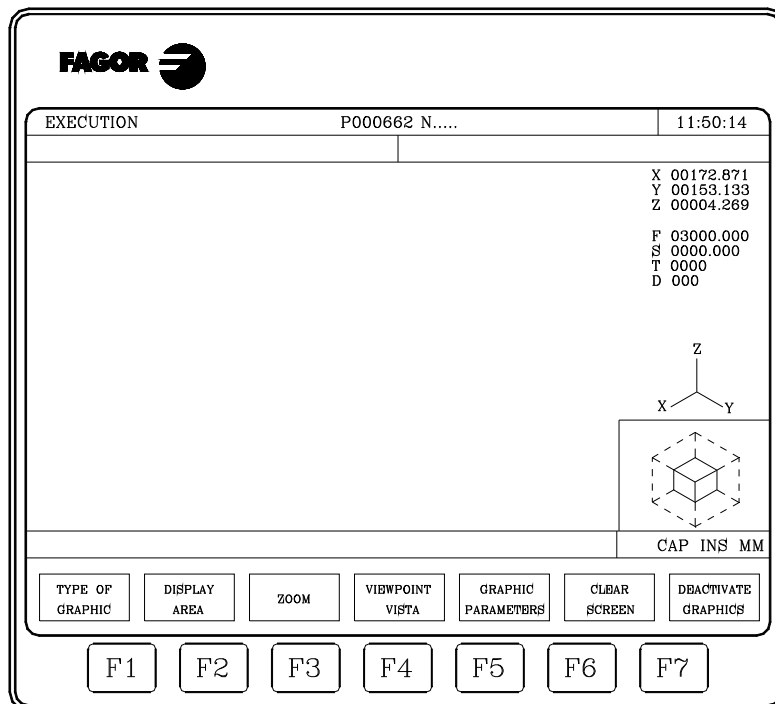 FAGOR
EXECUTION P000662 N..... 11:50:14
X 00172.871
Y 00153.133
Z 00004.269
F 03000.000
S 0000.000
T 0000
D 000
Z
X Y
CAP INS MM
TYPE OF GRAPHIC
DISPLAY AREA
ZOOM
VIEWPOINT VISTA
GRAPHIC PARAMETERS
CLEAR SCREEN
DEACTIVATE GRAPHICS
F1 F2 F3 F4 F5 F6 F7